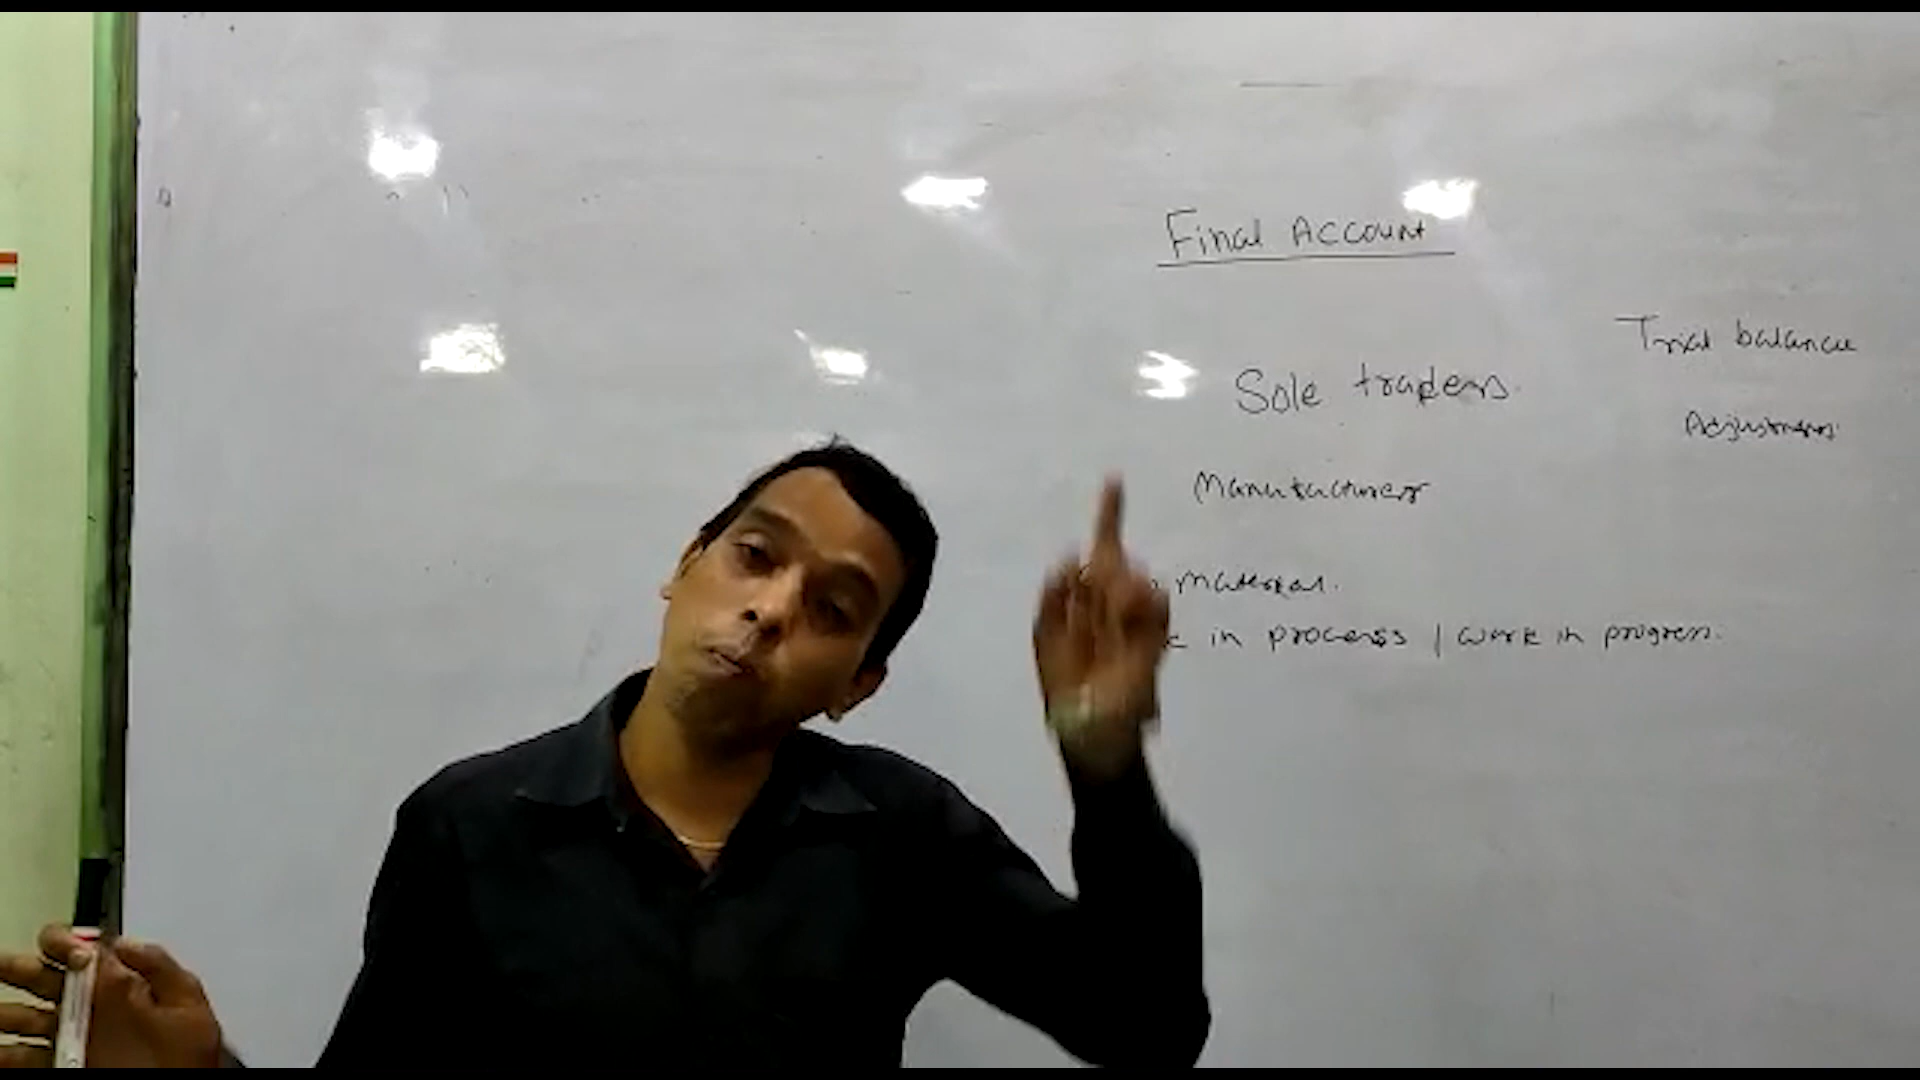 Final Account
Trial balance
Sole traders.
Adjustments.
Manufacturer
Material.
in process / work in progress.